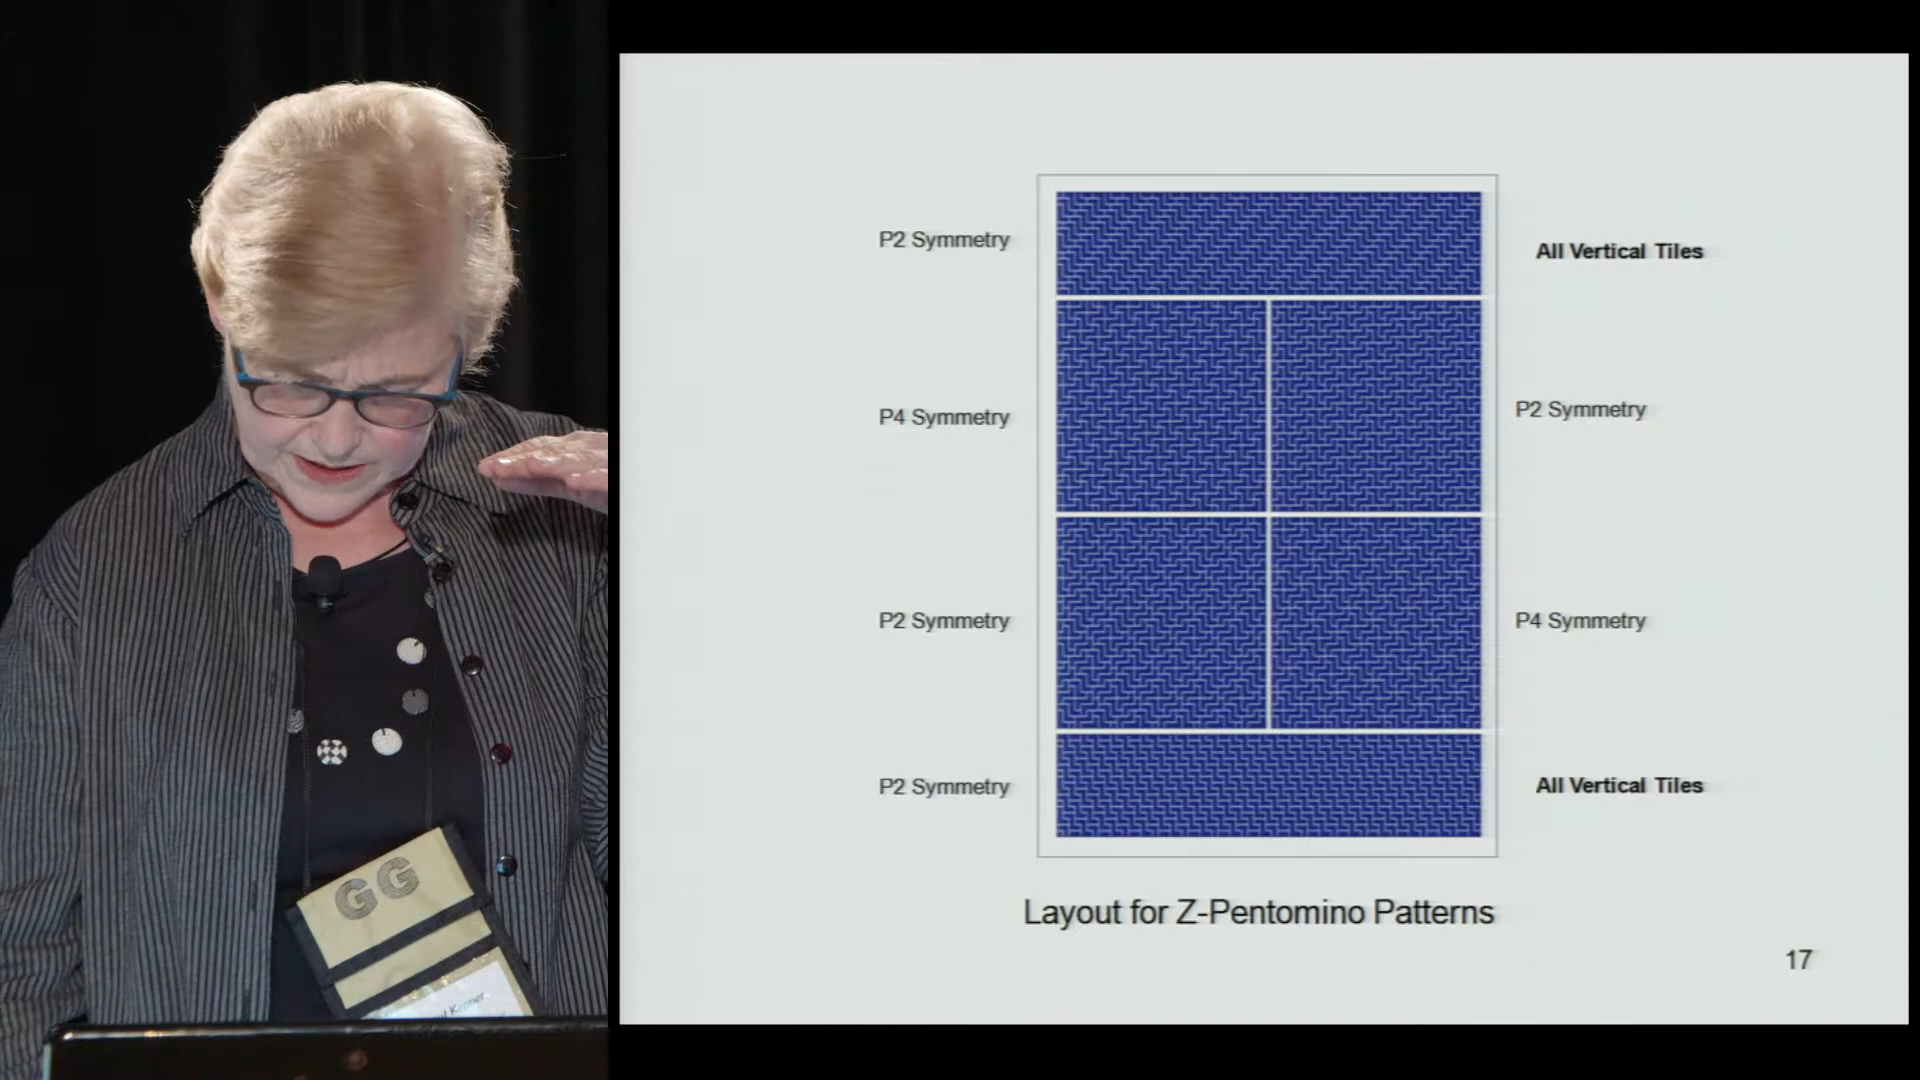 P2 Symmetry
All Vertical Tiles
P4 Symmetry
P2 Symmetry
P2 Symmetry
P4 Symmetry
P2 Symmetry
All Vertical Tiles
Layout for Z-Pentomino Patterns
17
GG